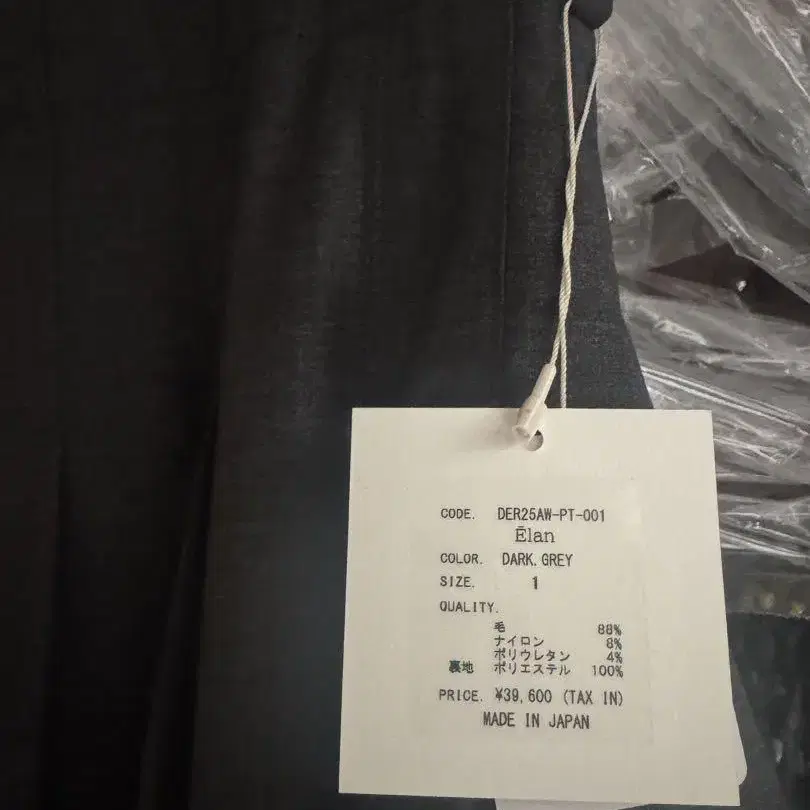 CODE. DER25AW-PT-001
Ēlan
COLOR. DARK.GREY
SIZE. 1
QUALITY.
毛 88%
ナイロン 8%
ポリウレタン 4%
裏地 ポリエステル 100%
PRICE. ¥39,600 (TAX IN)
MADE IN JAPAN